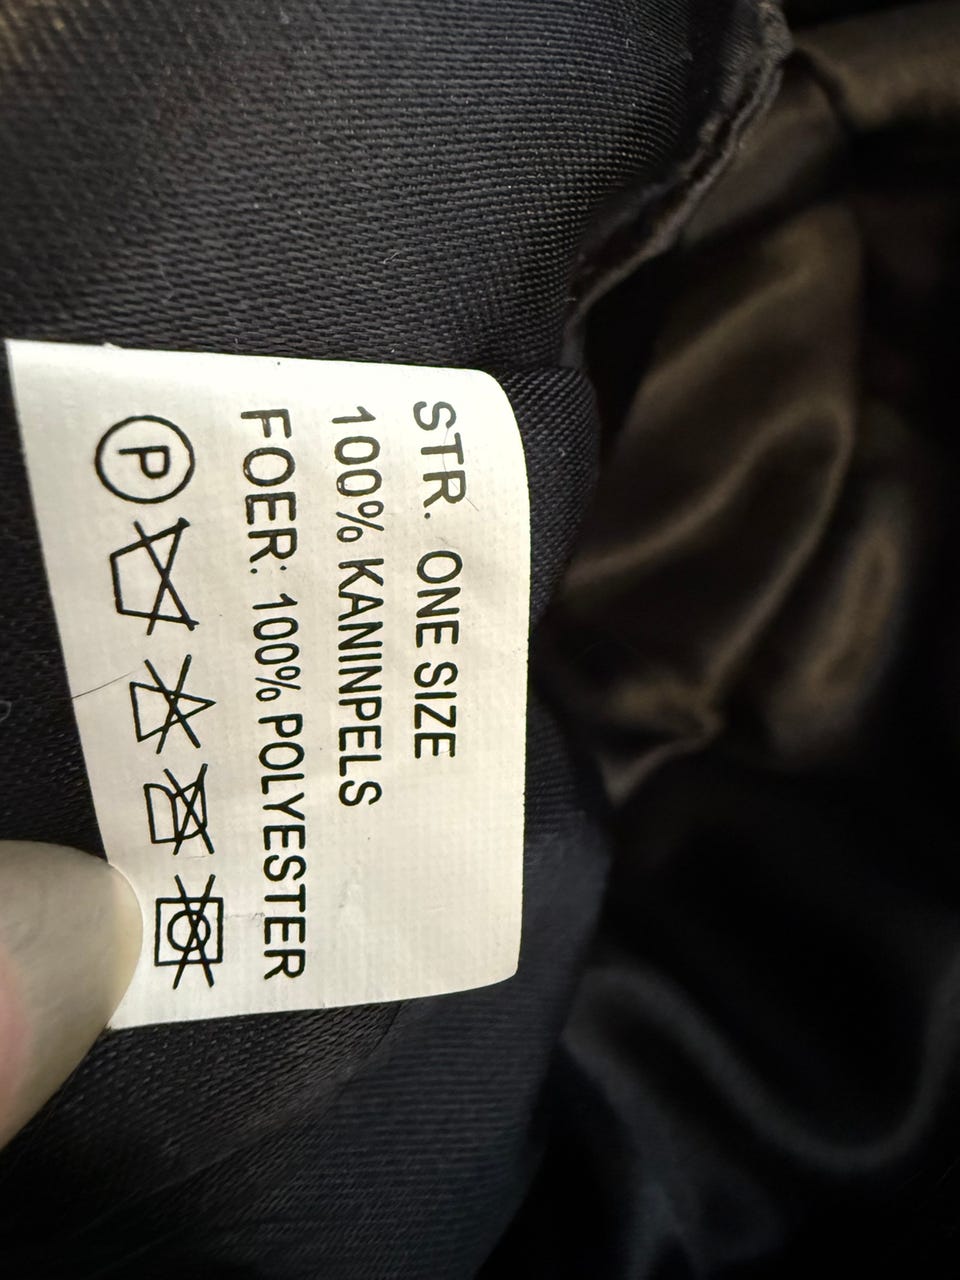 STR. ONE SIZE
100% KANINPELS
FOER: 100% POLYESTER
P